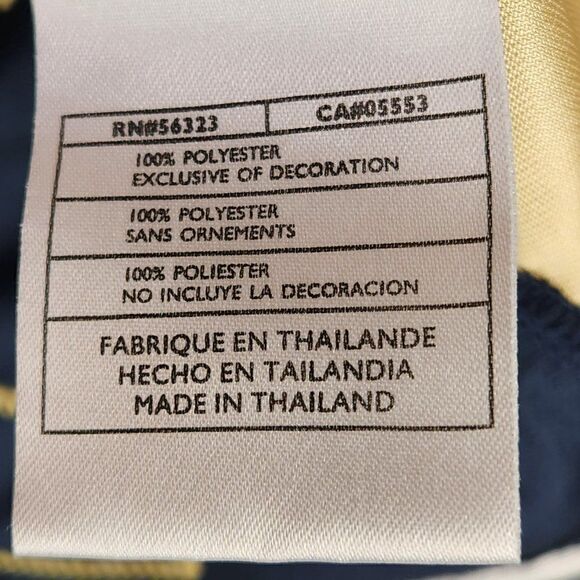 RN#56323 CA#05553
100% POLYESTER
EXCLUSIVE OF DECORATION
100% POLYESTER
SANS ORNEMENTS
100% POLIESTER
NO INCLUYE LA DECORACION
FABRIQUE EN THAILANDE
HECHO EN TAILANDIA
MADE IN THAILAND